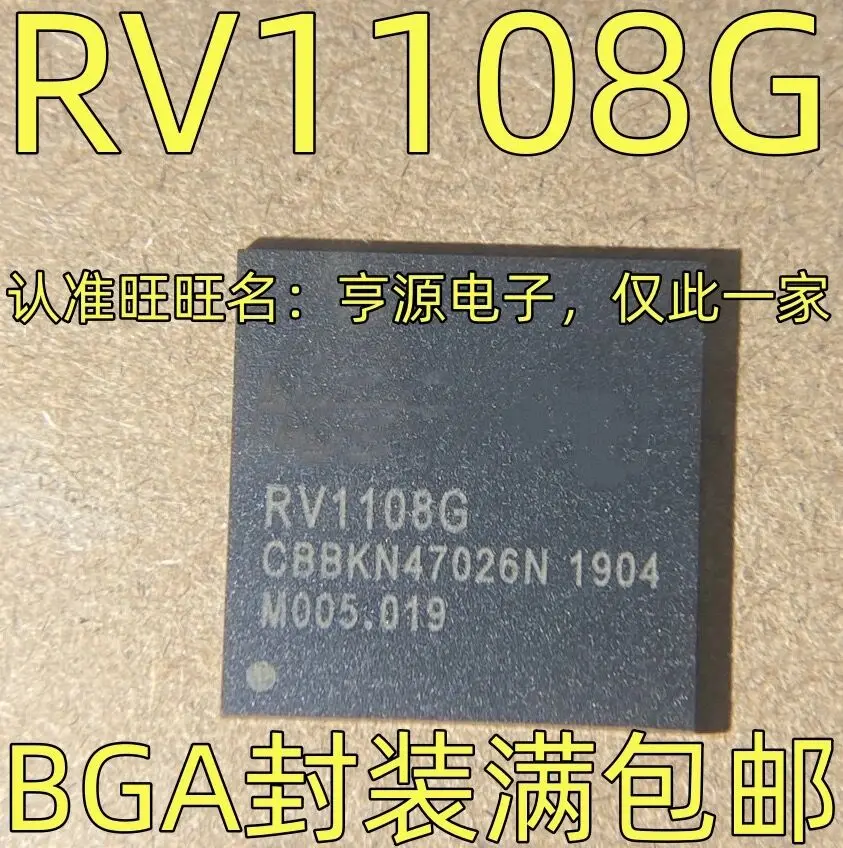 RV1108G
认准旺旺名：亨源电子，仅此一家
RV1108G
CBBKN47026N 1904
M005.019
BGA封装满包邮